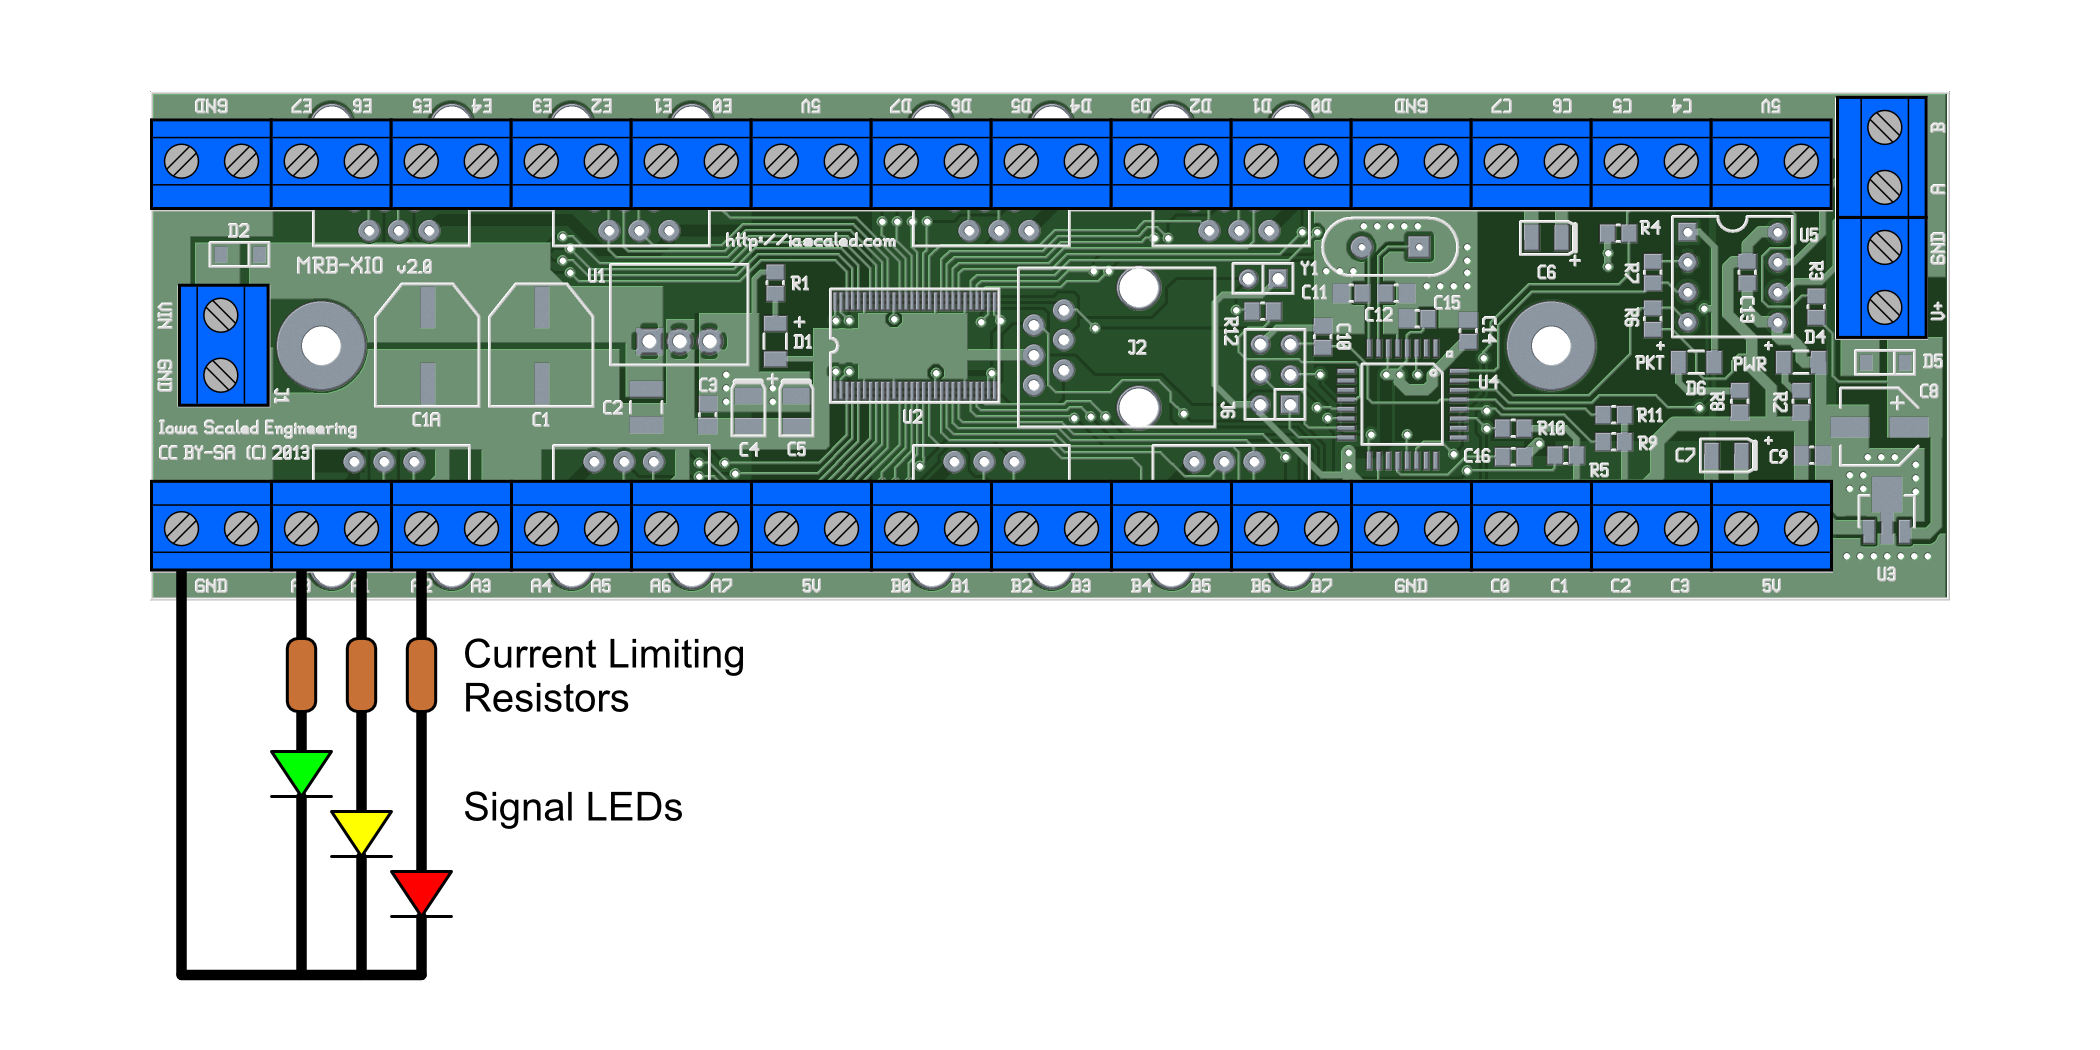 GND E7 E6 E5 E4 E3 E2 E1 E0 5V D7 D6 D5 D4 D3 D2 D1 D0 GND C7 C6 C5 C4 5V
B
A
GND
V+
D2
MRB-XIO v2.0
http://iascaled.com
U1
R1
+
D1
VIN
GND
J1
C1A
C1
C2
C3
+
C4
C5
U2
J2
Y1
C11
R12
C12
C15
C10
C14
J6
U4
C6
+
R4
R7
R6
U5
C13
R3
+
PKT
D6
+
PWR
D4
D5
R8
R2
C8
+
R11
R10
R9
C16
R5
C7
+
C9
U3
Iowa Scaled Engineering
CC BY-SA (C) 2013
GND A0 A1 A2 A3 A4 A5 A6 A7 5V B0 B1 B2 B3 B4 B5 B6 B7 GND C0 C1 C2 C3 5V
Current Limiting
Resistors
Signal LEDs